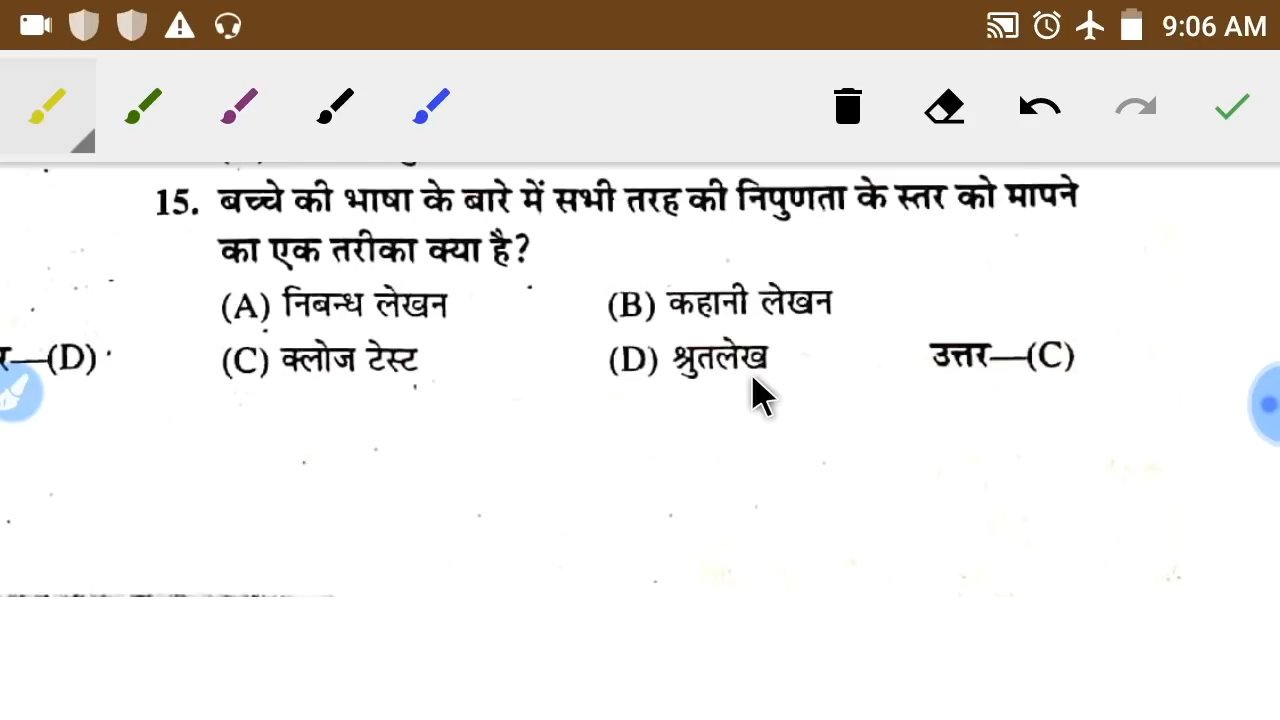 9:06 AM
15. बच्चे की भाषा के बारे में सभी तरह की निपुणता के स्तर को मापने
का एक तरीका क्या है?
(A) निबन्ध लेखन (B) कहानी लेखन
र—(D) (C) क्लोज टेस्ट (D) श्रुतलेख उत्तर—(C)